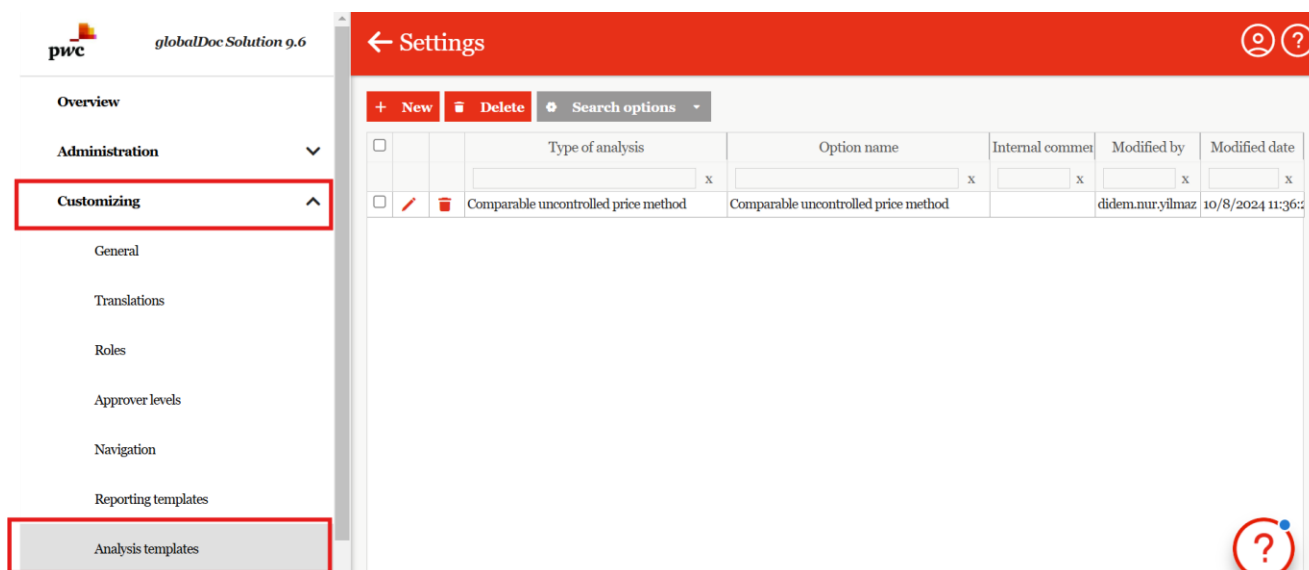 pwc
globalDoc Solution 9.6
Overview
Administration
Customizing
General
Translations
Roles
Approver levels
Navigation
Reporting templates
Analysis templates
Settings
?
+ New
Delete
Search options
Type of analysis Option name Internal commen Modified by Modified date
x x x x x
Comparable uncontrolled price method Comparable uncontrolled price method didem.nur.yilmaz 10/8/2024 11:36:2
?